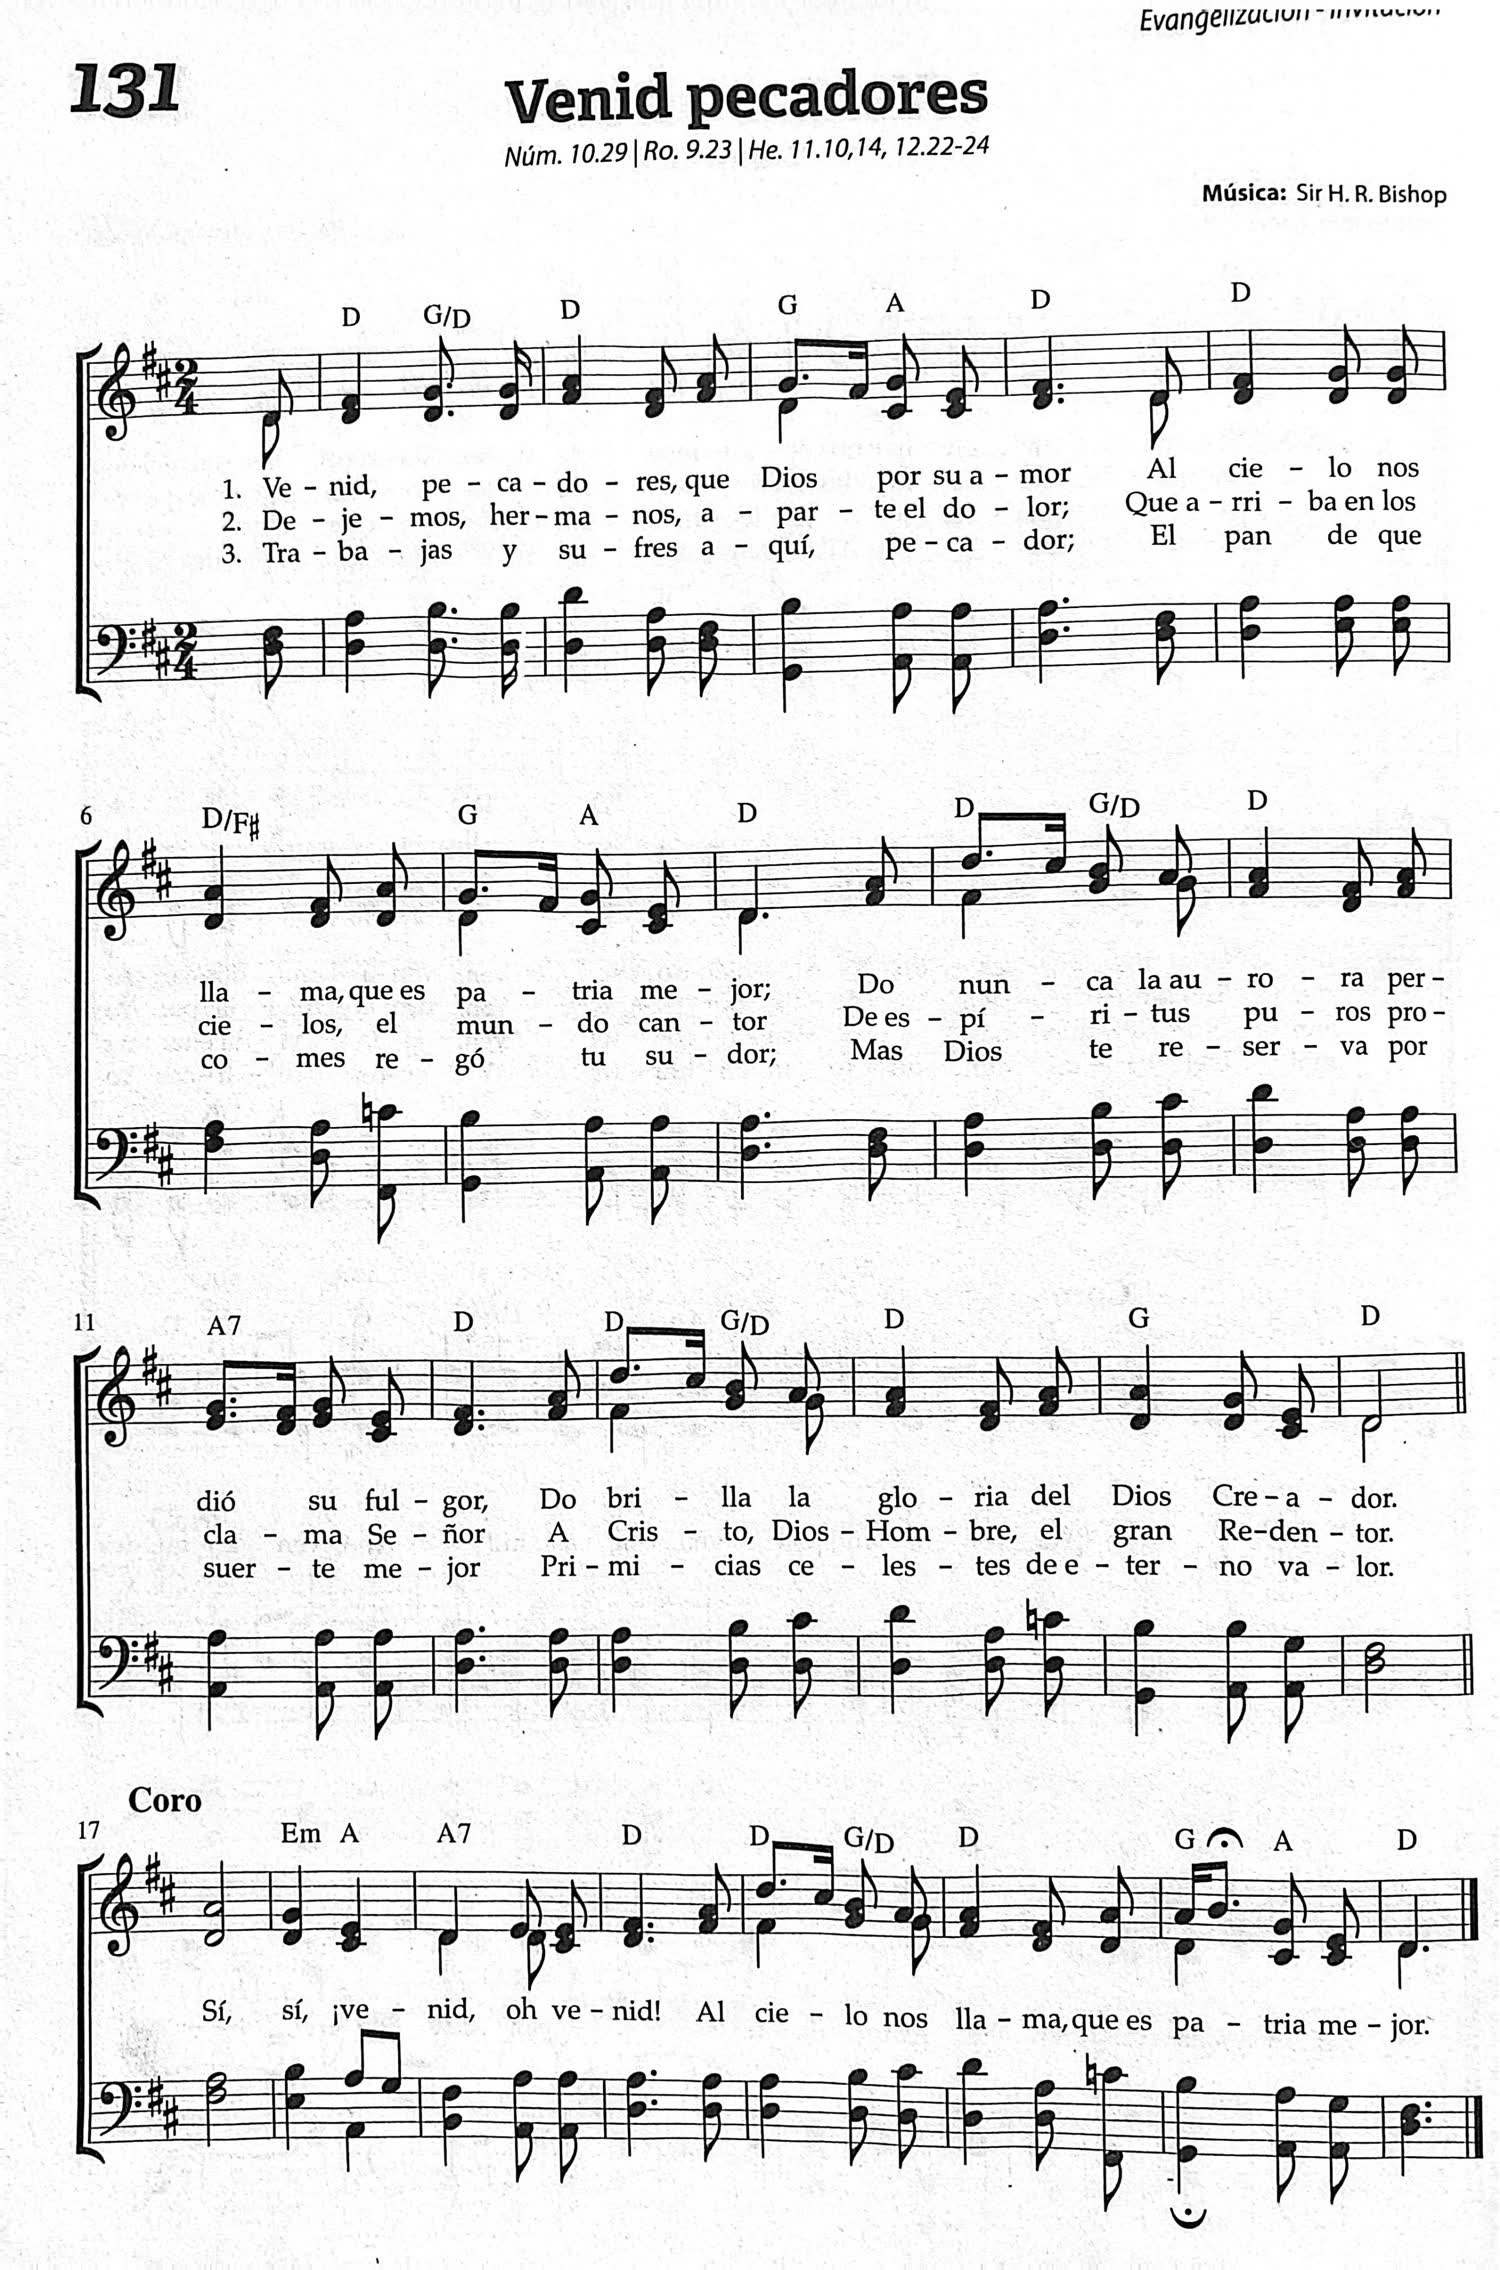 Evangelización - Invitación
131
Venid pecadores
Núm. 10.29 | Ro. 9.23 | He. 11.10,14, 12.22-24
Música: Sir H. R. Bishop
D G/D D G A D D
2/4
1. Ve - nid, pe - ca - do - res, que Dios por su a - mor Al cie - lo nos
2. De - je - mos, her - ma - nos, a - par - te el do - lor; Que a - rri - ba en los
3. Tra - ba - jas y su - fres a - quí, pe - ca - dor; El pan de que
2/4
6 D/F♯ G A D D G/D D
lla - ma, que es pa - tria me - jor; Do nun - ca la au - ro - ra per -
cie - los, el mun - do can - tor De es - pí - ri - tus pu - ros pro -
co - mes re - gó tu su - dor; Mas Dios te re - ser - va por
11 A7 D D G/D D G D
dió su ful - gor, Do bri - lla la glo - ria del Dios Cre - a - dor.
cla - ma Se - ñor A Cris - to, Dios - Hom - bre, el gran Re - den - tor.
suer - te me - jor Pri - mi - cias ce - les - tes de e - ter - no va - lor.
Coro
17 Em A A7 D D G/D D G A D
Sí, sí, ¡ve - nid, oh ve - nid! Al cie - lo nos lla - ma, que es pa - tria me - jor.